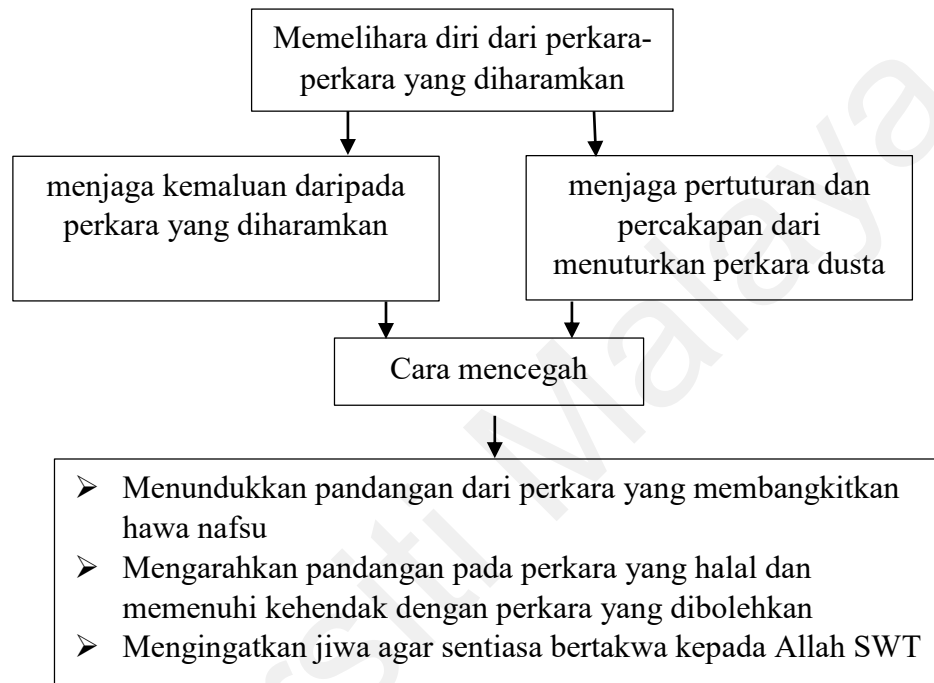 Memelihara diri dari perkara-
perkara yang diharamkan
menjaga kemaluan daripada
perkara yang diharamkan
menjaga pertuturan dan
percakapan dari
menuturkan perkara dusta
Cara mencegah
➢ Menundukkan pandangan dari perkara yang membangkitkan
hawa nafsu
➢ Mengarahkan pandangan pada perkara yang halal dan
memenuhi kehendak dengan perkara yang dibolehkan
➢ Mengingatkan jiwa agar sentiasa bertakwa kepada Allah SWT
rsiti Malaya